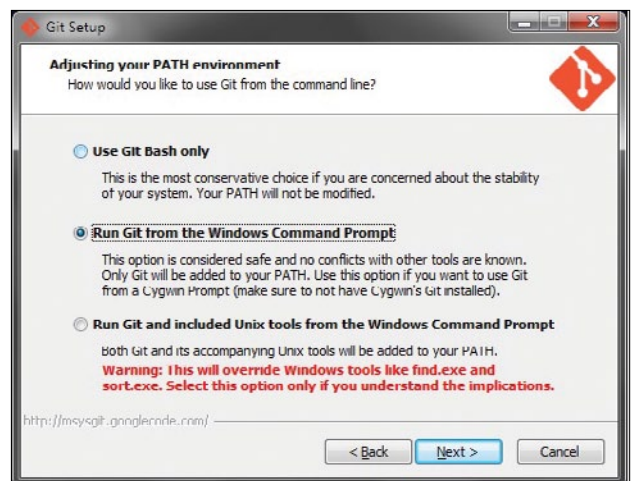 Git Setup
Adjusting your PATH environment
How would you like to use Git from the command line?
Use Git Bash only
This is the most conservative choice if you are concerned about the stability
of your system. Your PATH will not be modified.
Run Git from the Windows Command Prompt
This option is considered safe and no conflicts with other tools are known.
Only Git will be added to your PATH. Use this option if you want to use Git
from a Cygwin Prompt (make sure to not have Cygwin's Git installed).
Run Git and included Unix tools from the Windows Command Prompt
Both Git and its accompanying Unix tools will be added to your PATH.
Warning: This will override Windows tools like find.exe and
sort.exe. Select this option only if you understand the implications.
http://msysgit.googlecode.com/
< Back
Next >
Cancel